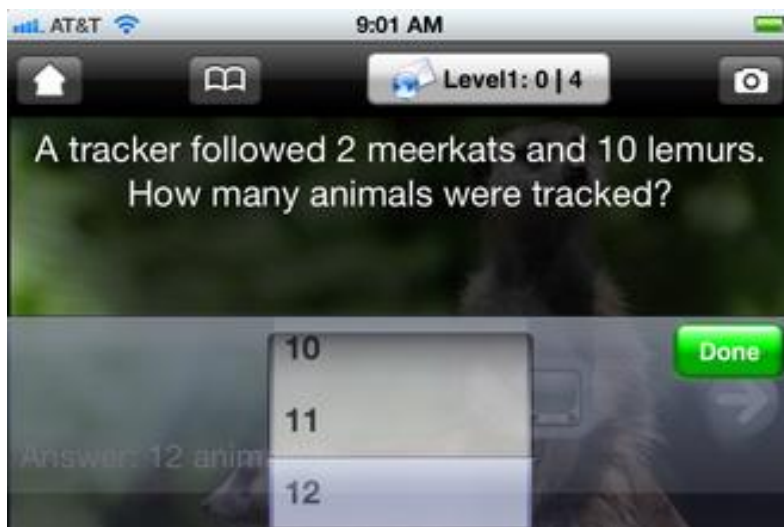 AT&T 9:01 AM
Level1: 0 | 4
A tracker followed 2 meerkats and 10 lemurs.
How many animals were tracked?
10
Done
11
Answer: 12 anim
12